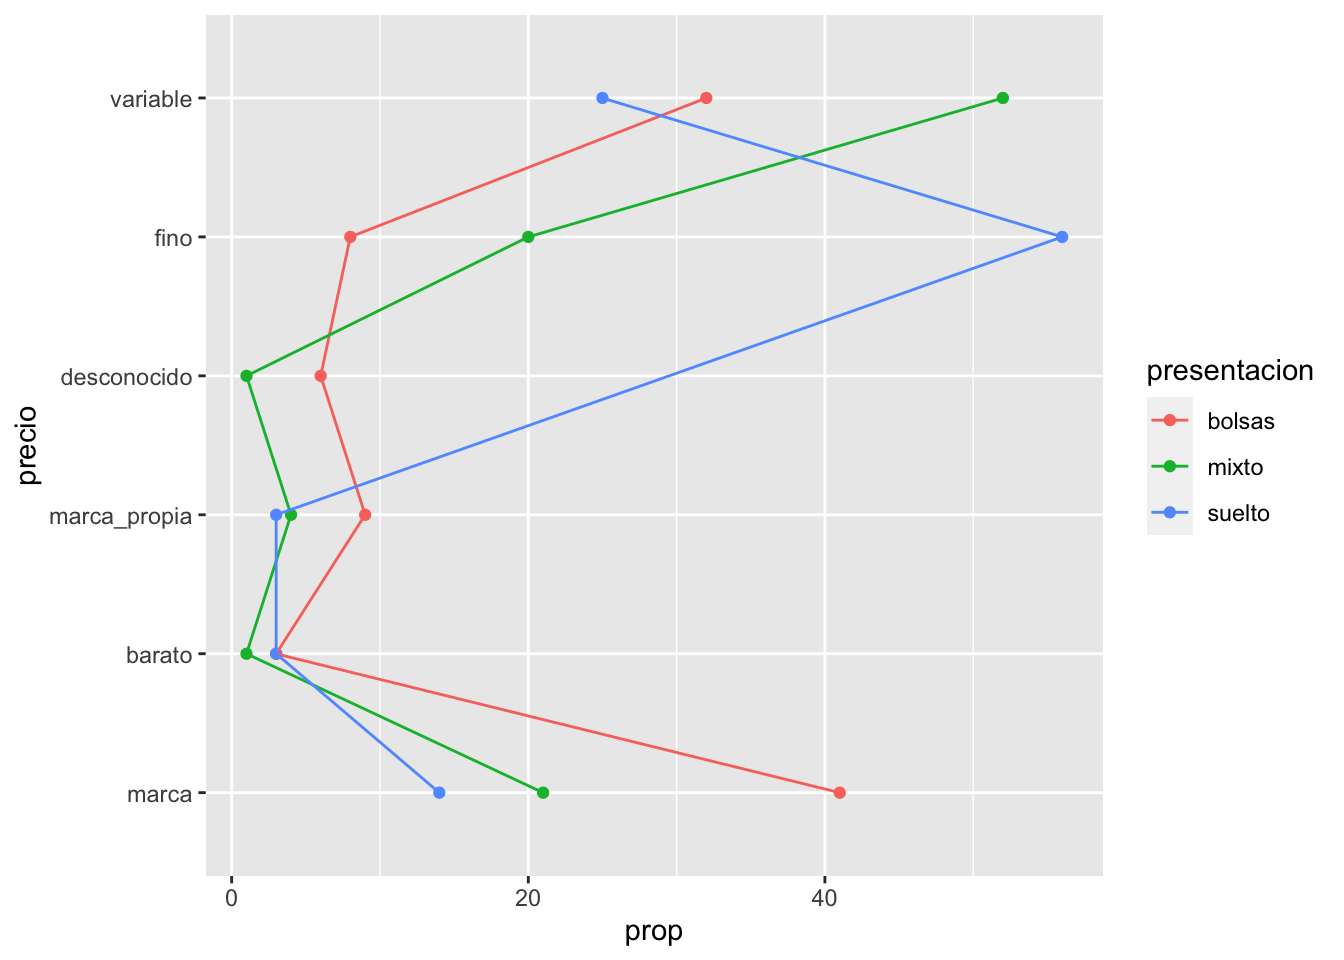 variable
fino
desconocido
marca_propia
barato
marca
precio
0 20 40
prop
presentacion
bolsas
mixto
suelto